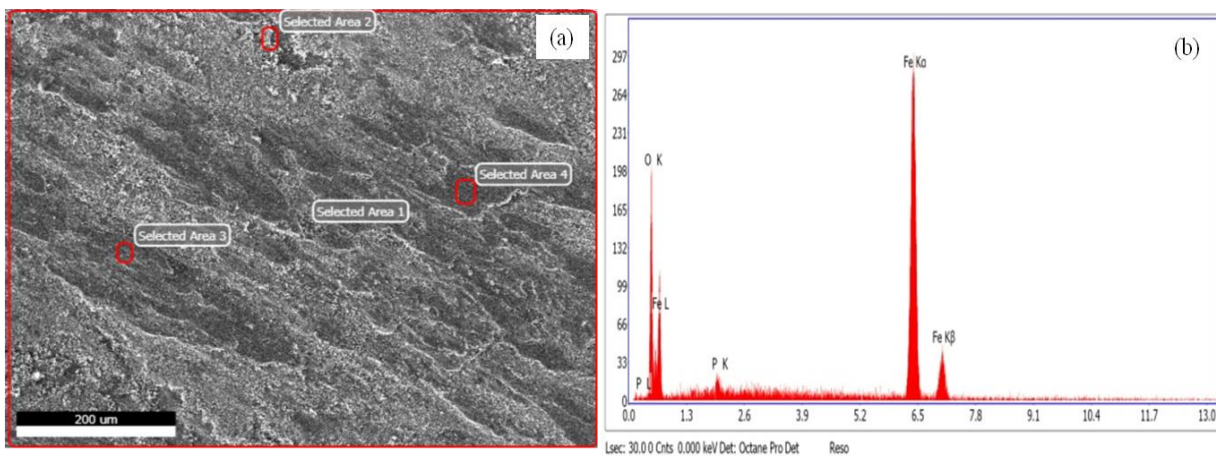 Selected Area 2
(a)
Selected Area 4
Selected Area 1
Selected Area 3
200 um
(b)
297
264
231
198
165
132
99
66
33
0
Fe Kα
O K
Fe L
Fe Kβ
P K
P L
0.0 1.3 2.6 3.9 5.2 6.5 7.8 9.1 10.4 11.7 13.0
Lsec: 30.0 0 Cnts 0.000 keV Det: Octane Pro Det Reso